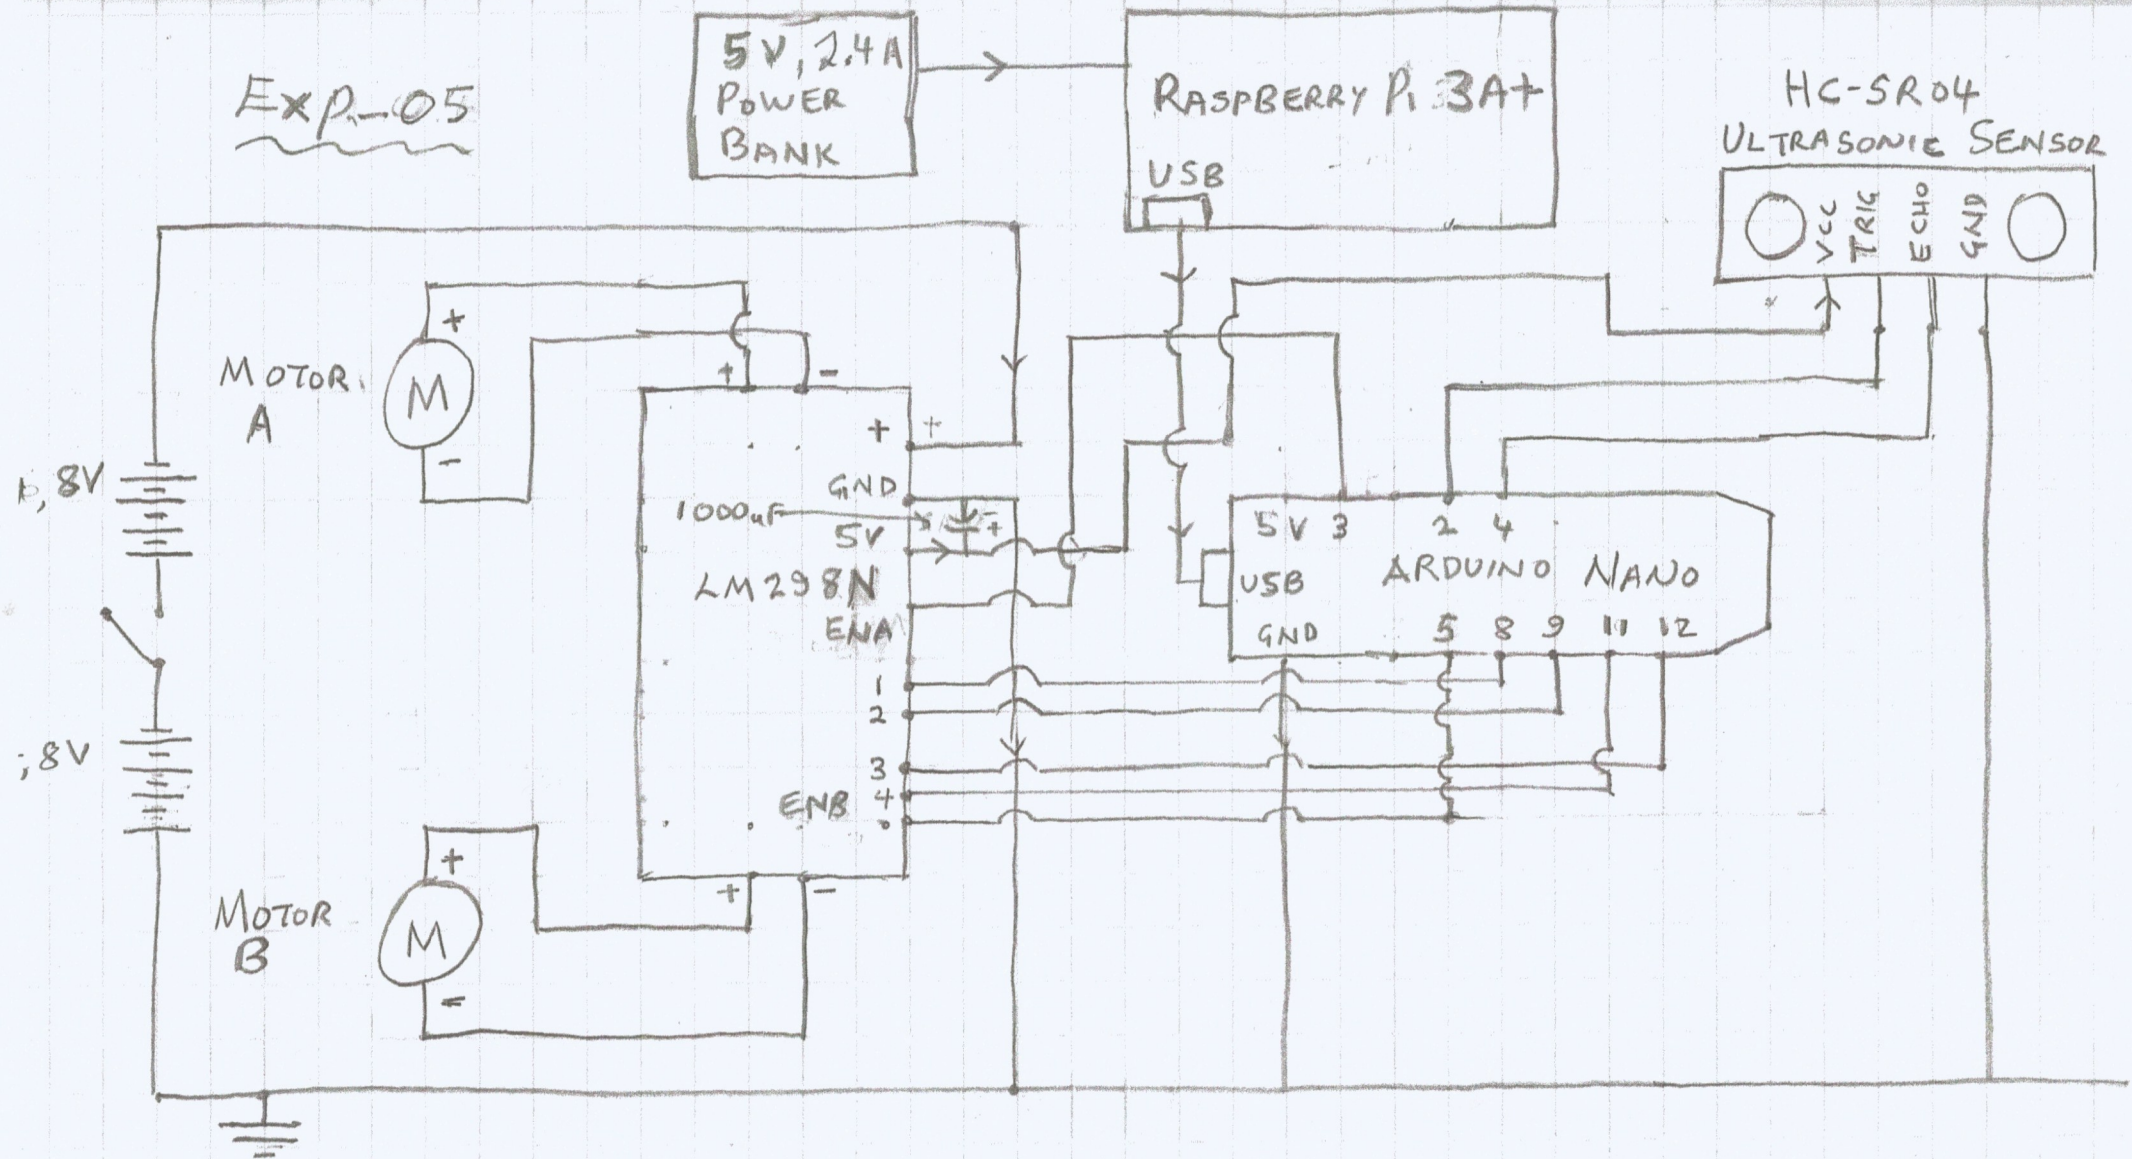 Exp-05
5V, 2.4A
POWER
BANK
RASPBERRY Pi 3A+
USB
HC-SR04
ULTRASONIC SENSOR
VCC
TRIG
ECHO
GND
MOTOR
A
+
-
M
+
-
+
+
GND
1000uF
-
+
5V
LM298N
ENA
1
2
3
4
ENB
+
-
8V
8V
5V 3 2 4
ARDUINO NANO
USB
GND 5 8 9 11 12
MOTOR
B
+
-
M